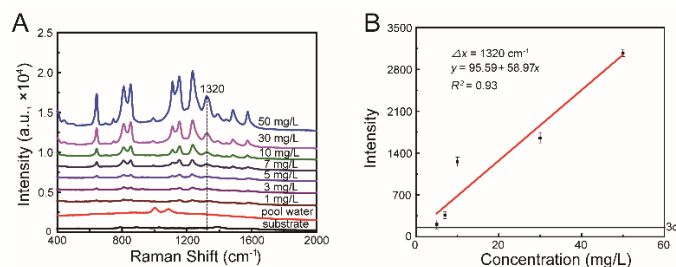 A
Intensity (a.u., ×10⁴)
2.5
2.0
1.5
1.0
0.5
0.0
1320
50 mg/L
30 mg/L
10 mg/L
7 mg/L
5 mg/L
3 mg/L
1 mg/L
pool water
substrate
400 800 1200 1600 2000
Raman Shift (cm⁻¹)
B
Intensity
3500
2800
2100
1400
700
0
Δx = 1320 cm⁻¹
y = 95.59+ 58.97x
R² = 0.93
0 20 40 60
Concentration (mg/L)